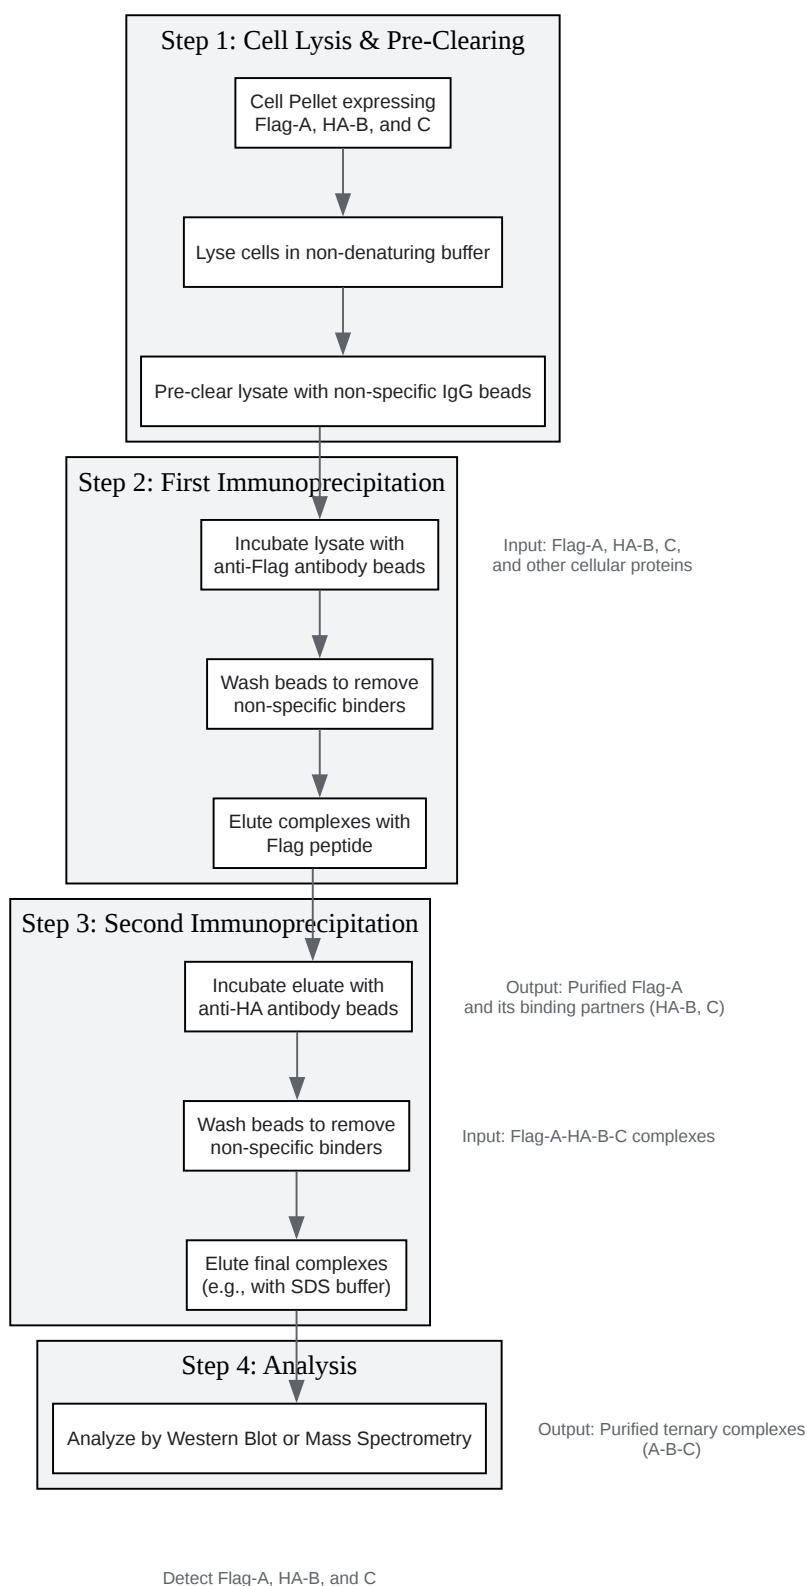 Step 1: Cell Lysis & Pre-Clearing
Cell Pellet expressing
Flag-A, HA-B, and C
Lyse cells in non-denaturing buffer
Pre-clear lysate with non-specific IgG beads
Step 2: First Immunoprecipitation
Incubate lysate with
anti-Flag antibody beads
Input: Flag-A, HA-B, C,
and other cellular proteins
Wash beads to remove
non-specific binders
Elute complexes with
Flag peptide
Step 3: Second Immunoprecipitation
Incubate eluate with
anti-HA antibody beads
Output: Purified Flag-A
and its binding partners (HA-B, C)
Wash beads to remove
non-specific binders
Input: Flag-A-HA-B-C complexes
Elute final complexes
(e.g., with SDS buffer)
Step 4: Analysis
Analyze by Western Blot or Mass Spectrometry
Output: Purified ternary complexes
(A-B-C)
Detect Flag-A, HA-B, and C